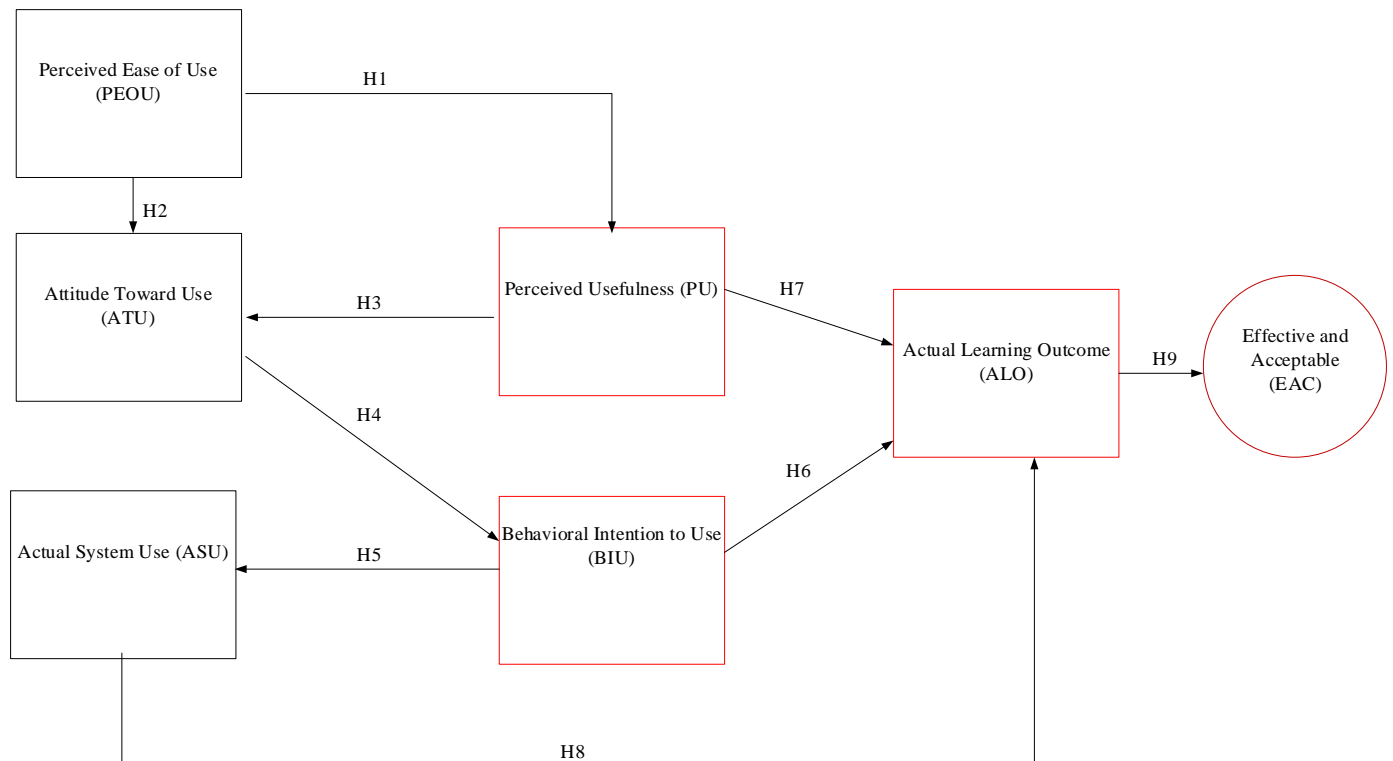 Perceived Ease of Use
(PEOU)
H1
H2
Attitude Toward Use
(ATU)
H3
Perceived Usefulness (PU)
H7
Actual Learning Outcome
(ALO)
H9
Effective and
Acceptable
(EAC)
H4
Actual System Use (ASU)
H5
Behavioral Intention to Use
(BIU)
H6
H8